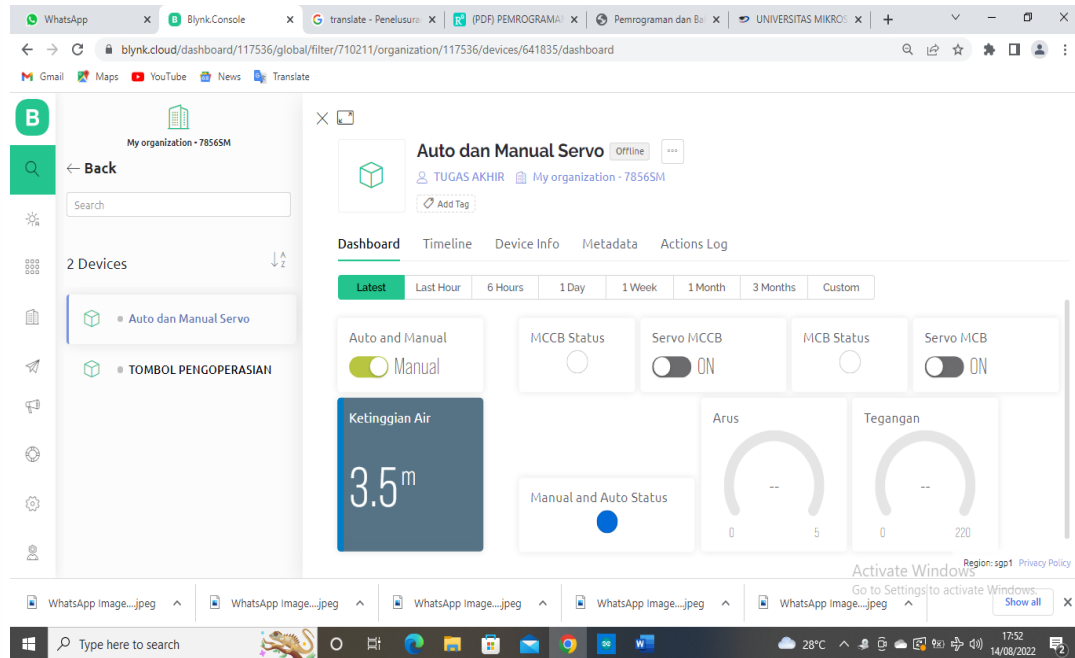 WhatsApp
Blynk.Console
translate - Penelusura
(PDF) PEMROGRAMA
Pemrograman dan Ba
UNIVERSITAS MIKROS
blynk.cloud/dashboard/117536/global/filter/710211/organization/117536/devices/641835/dashboard
Gmail Maps YouTube News Translate
B
My organization - 7856SM
Back
Search
2 Devices
Auto dan Manual Servo
TOMBOL PENGOPERASIAN
Auto dan Manual Servo Offline
TUGAS AKHIR My organization - 7856SM
Add Tag
Dashboard Timeline Device Info Metadata Actions Log
Latest Last Hour 6 Hours 1 Day 1 Week 1 Month 3 Months Custom
Auto and Manual
Manual
MCCB Status
Servo MCCB
ON
MCB Status
Servo MCB
ON
Ketinggian Air
3.5 m
Manual and Auto Status
Arus
--
0 5
Tegangan
--
0 220
Region: sgp1 Privacy Policy
Activate Windows
Go to Settings to activate Windows.
WhatsApp Image....jpeg
WhatsApp Image....jpeg
WhatsApp Image....jpeg
WhatsApp Image....jpeg
WhatsApp Image....jpeg
Show all
Type here to search
28°C
17:52
14/08/2022
2